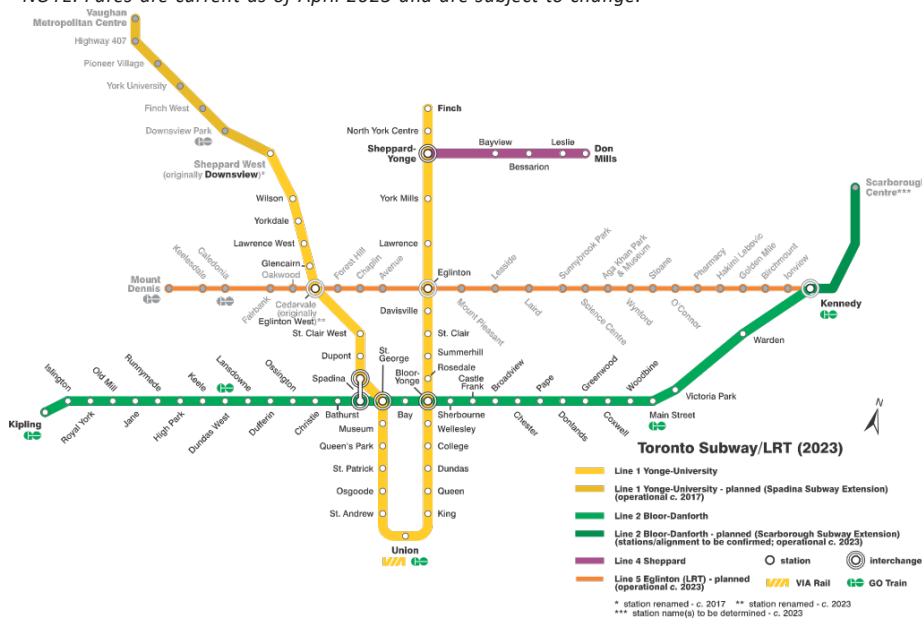 NOTE: Fares are current as of April 2023 and are subject to change.
Vaughan
Metropolitan Centre
Highway 407
Pioneer Village
York University
Finch West
Downsview Park
GO
Sheppard West
(originally Downsview)*
Wilson
Yorkdale
Lawrence West
Glencairn
Finch
North York Centre
Sheppard-
Yonge
Bayview
Bessarion
Leslie
Don
Mills
York Mills
Lawrence
Scarborough
Centre***
Mount
Dennis
GO
Keelesdale
Caledonia
GO
Fairbank
Oakwood
Cedarvale
(originally
Eglinton West)**
Forest Hill
Chaplin
Avenue
Eglinton
Mount Pleasant
Leaside
Laird
Sunnybrook Park
Science Centre
Aga Khan Park
& Museum
Wynford
Sloane
O'Connor
Pharmacy
Hakimi Lebovic
Golden Mile
Birchmount
Ionview
Kennedy
GO
Davisville
St. Clair
Summerhill
Rosedale
St. Clair West
Dupont
Spadina
St.
George
Bloor-
Yonge
Warden
Victoria Park
Kipling
GO
Islington
Royal York
Old Mill
Jane
Runnymede
High Park
Keele
Dundas West
Lansdowne
GO
Dufferin
Ossington
Christie
Bathurst
Bay
Sherbourne
Castle
Frank
Broadview
Chester
Pape
Donlands
Greenwood
Coxwell
Woodbine
Main Street
GO
Museum
Queen's Park
St. Patrick
Osgoode
St. Andrew
Union
VIA GO
Wellesley
College
Dundas
Queen
King
N
Toronto Subway/LRT (2023)
Line 1 Yonge-University
Line 1 Yonge-University - planned (Spadina Subway Extension)
(operational c. 2017)
Line 2 Bloor-Danforth
Line 2 Bloor-Danforth - planned (Scarborough Subway Extension)
(stations/alignment to be confirmed; operational c. 2023)
Line 4 Sheppard
Line 5 Eglinton (LRT) - planned
(operational c. 2023)
station
interchange
VIA Rail
GO Train
* station renamed - c. 2017 ** station renamed - c. 2023
*** station name(s) to be determined - c. 2023